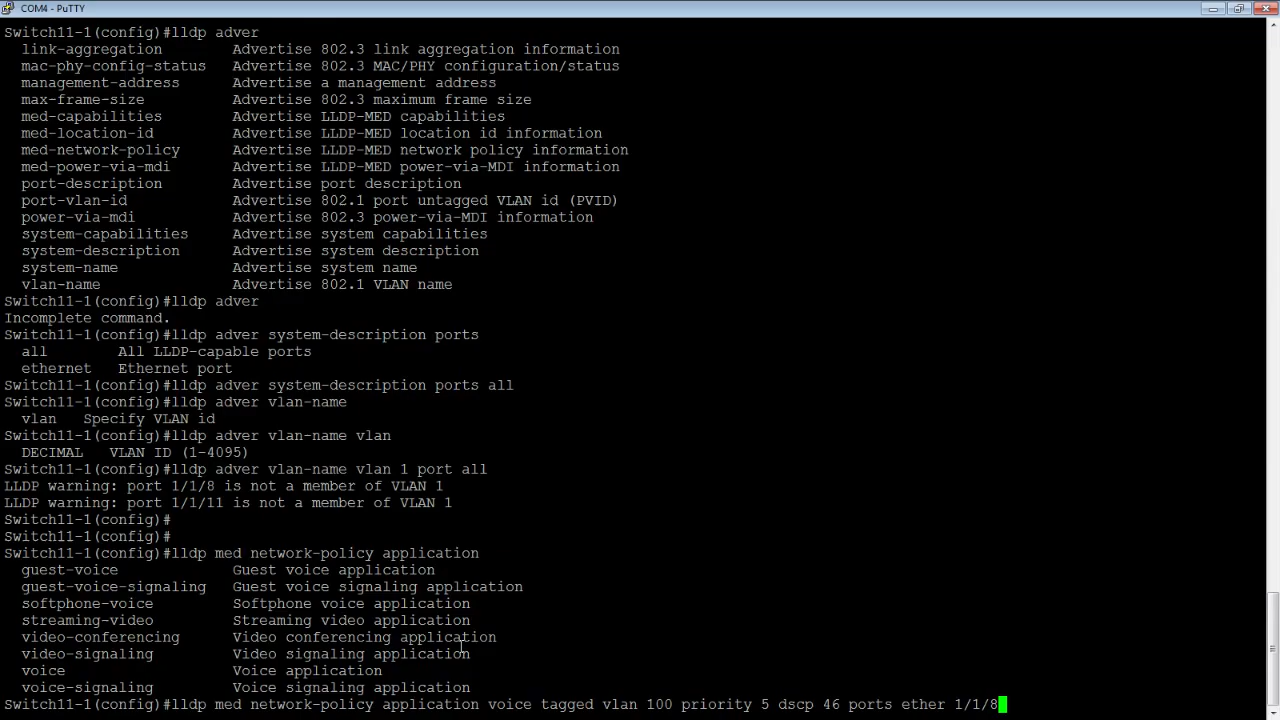 COM4 - PuTTY
Switch11-1(config)#lldp adver
  link-aggregation        Advertise 802.3 link aggregation information
  mac-phy-config-status   Advertise 802.3 MAC/PHY configuration/status
  management-address      Advertise a management address
  max-frame-size          Advertise 802.3 maximum frame size
  med-capabilities        Advertise LLDP-MED capabilities
  med-location-id         Advertise LLDP-MED location id information
  med-network-policy      Advertise LLDP-MED network policy information
  med-power-via-mdi       Advertise LLDP-MED power-via-MDI information
  port-description        Advertise port description
  port-vlan-id            Advertise 802.1 port untagged VLAN id (PVID)
  power-via-mdi           Advertise 802.3 power-via-MDI information
  system-capabilities     Advertise system capabilities
  system-description      Advertise system description
  system-name             Advertise system name
  vlan-name               Advertise 802.1 VLAN name
Switch11-1(config)#lldp adver
Incomplete command.
Switch11-1(config)#lldp adver system-description ports
  all        All LLDP-capable ports
  ethernet   Ethernet port
Switch11-1(config)#lldp adver system-description ports all
Switch11-1(config)#lldp adver vlan-name
  vlan   Specify VLAN id
Switch11-1(config)#lldp adver vlan-name vlan
  DECIMAL   VLAN ID (1-4095)
Switch11-1(config)#lldp adver vlan-name vlan 1 port all
LLDP warning: port 1/1/8 is not a member of VLAN 1
LLDP warning: port 1/1/11 is not a member of VLAN 1
Switch11-1(config)#
Switch11-1(config)#
Switch11-1(config)#lldp med network-policy application
  guest-voice             Guest voice application
  guest-voice-signaling   Guest voice signaling application
  softphone-voice         Softphone voice application
  streaming-video         Streaming video application
  video-conferencing      Video conferencing application
  video-signaling         Video signaling application
  voice                   Voice application
  voice-signaling         Voice signaling application
Switch11-1(config)#lldp med network-policy application voice tagged vlan 100 priority 5 dscp 46 ports ether 1/1/8